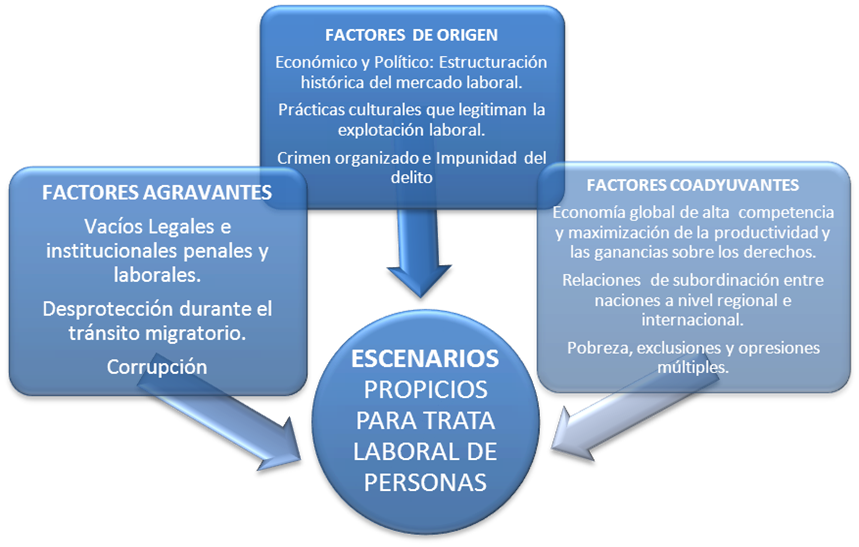 FACTORES DE ORIGEN
Económico y Político: Estructuración
histórica del mercado laboral.
Prácticas culturales que legitiman la
explotación laboral.
Crimen organizado e Impunidad del
delito
FACTORES AGRAVANTES
Vacíos Legales e
institucionales penales y
laborales.
Desprotección durante el
tránsito migratorio.
Corrupción
FACTORES COADYUVANTES
Economía global de alta competencia
y maximización de la productividad y
las ganancias sobre los derechos.
Relaciones de subordinación entre
naciones a nivel regional e
internacional.
Pobreza, exclusiones y opresiones
múltiples.
ESCENARIOS
PROPICIOS
PARA TRATA
LABORAL DE
PERSONAS